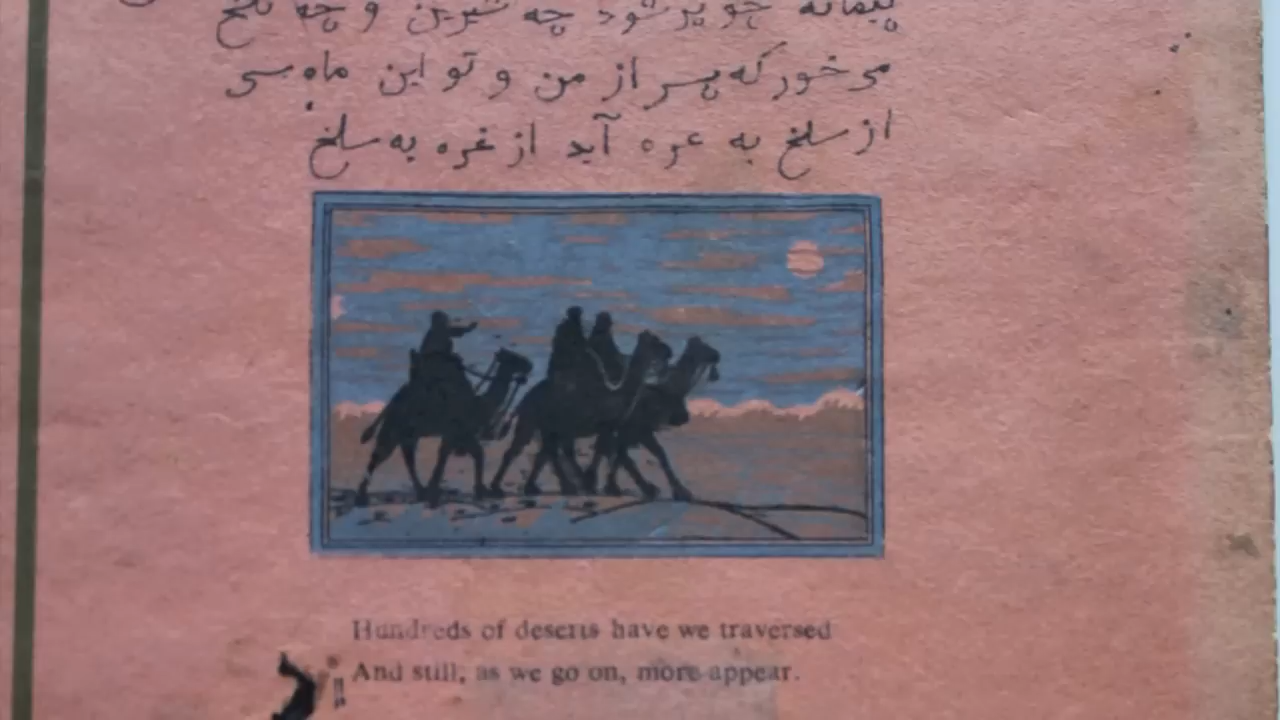 پیمانه چو پر شود چه شیرین و چه تلخ
می خور که پس از من و تو این ماه بسی
از سلخ به غره آید از غره به سلخ
Hundreds of deserts have we traversed
And still, as we go on, more appear.